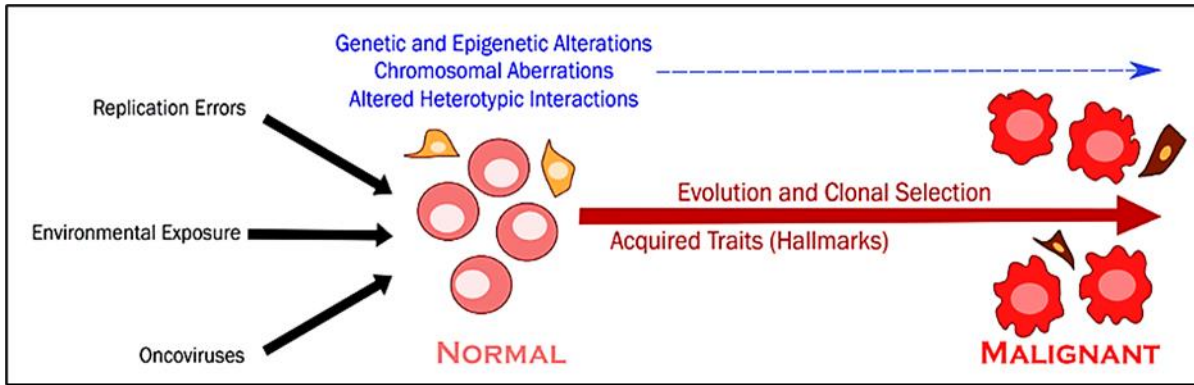 Genetic and Epigenetic Alterations
Chromosomal Aberrations
Altered Heterotypic Interactions
Replication Errors
Environmental Exposure
Oncoviruses
Evolution and Clonal Selection
Acquired Traits (Hallmarks)
NORMAL
MALIGNANT